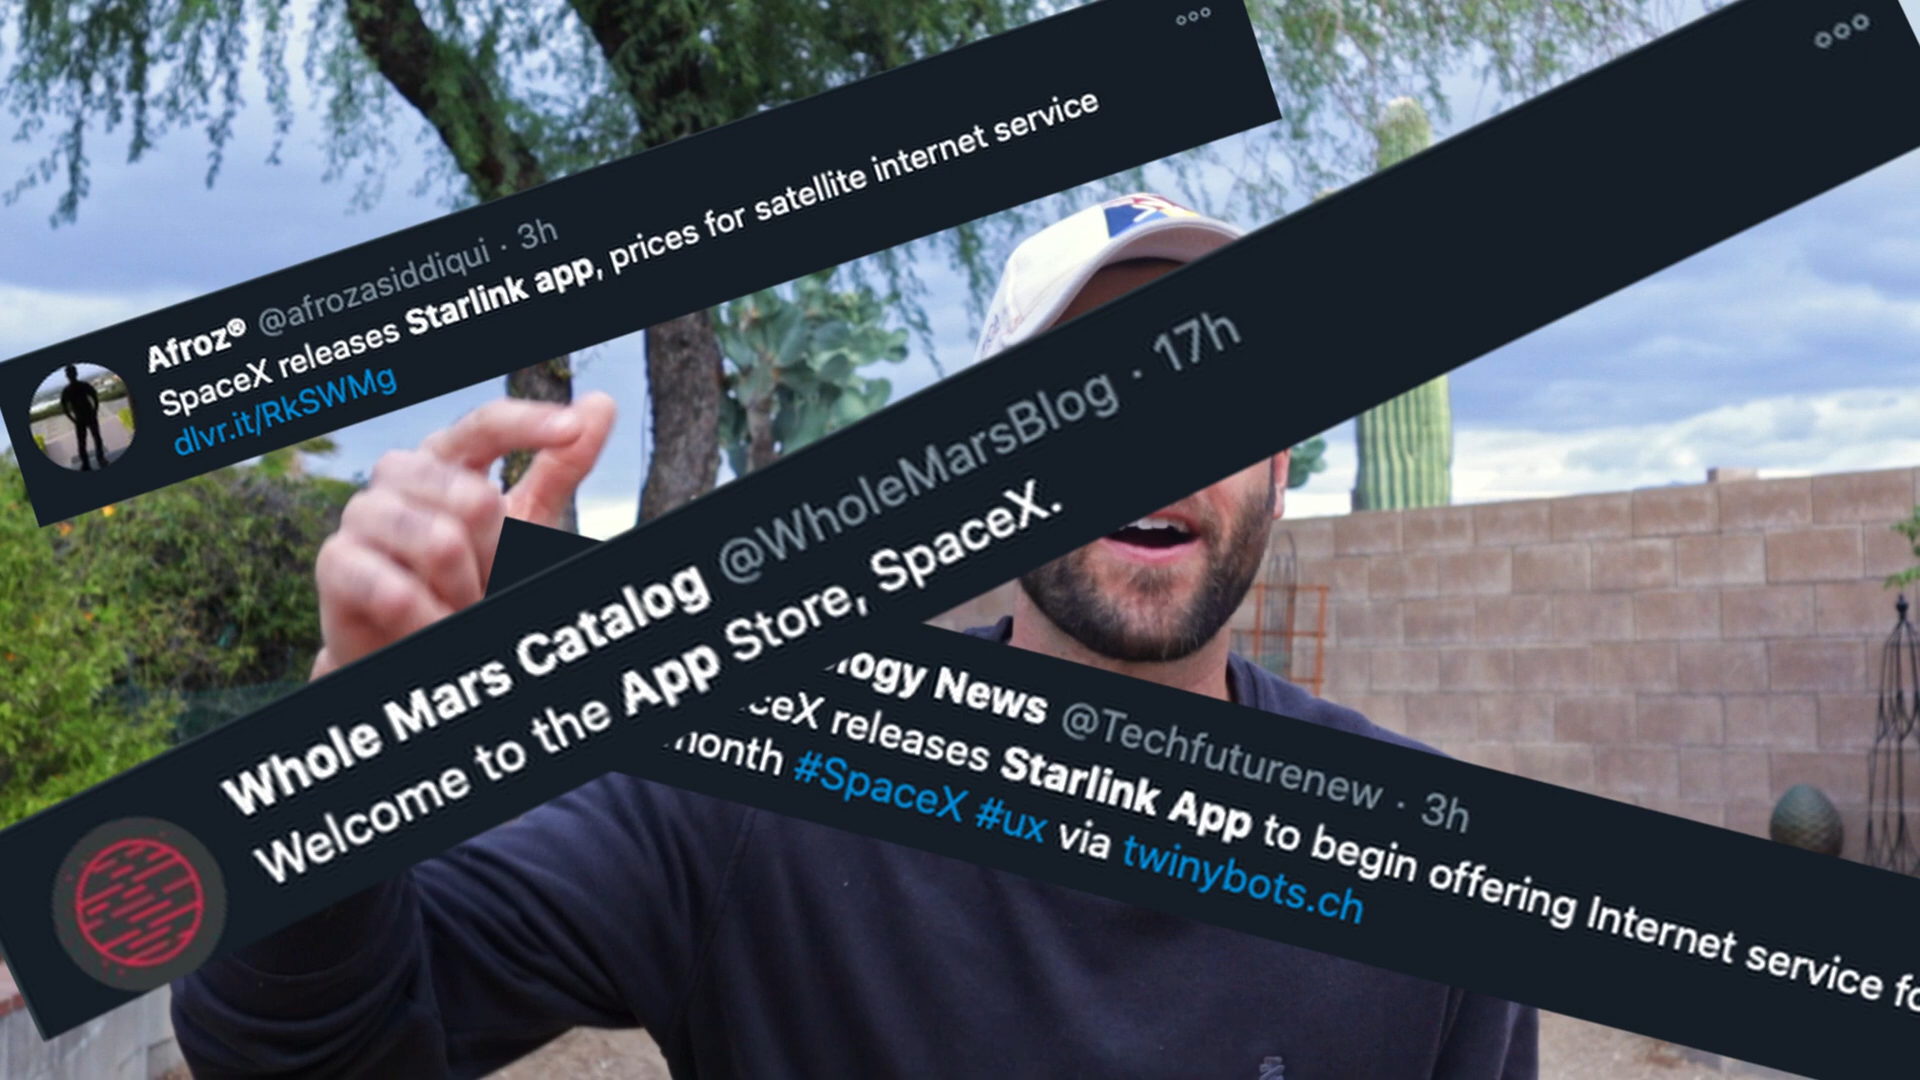 Afroz® @afrozasiddiqui · 3h
SpaceX releases Starlink app, prices for satellite internet service
dlvr.it/RkSWMg
Whole Mars Catalog @WholeMarsBlog · 17h
Welcome to the App Store, SpaceX.
logy News @Techfuturenew · 3h
ceX releases Starlink App to begin offering Internet service fo
month #SpaceX #ux via twinybots.ch